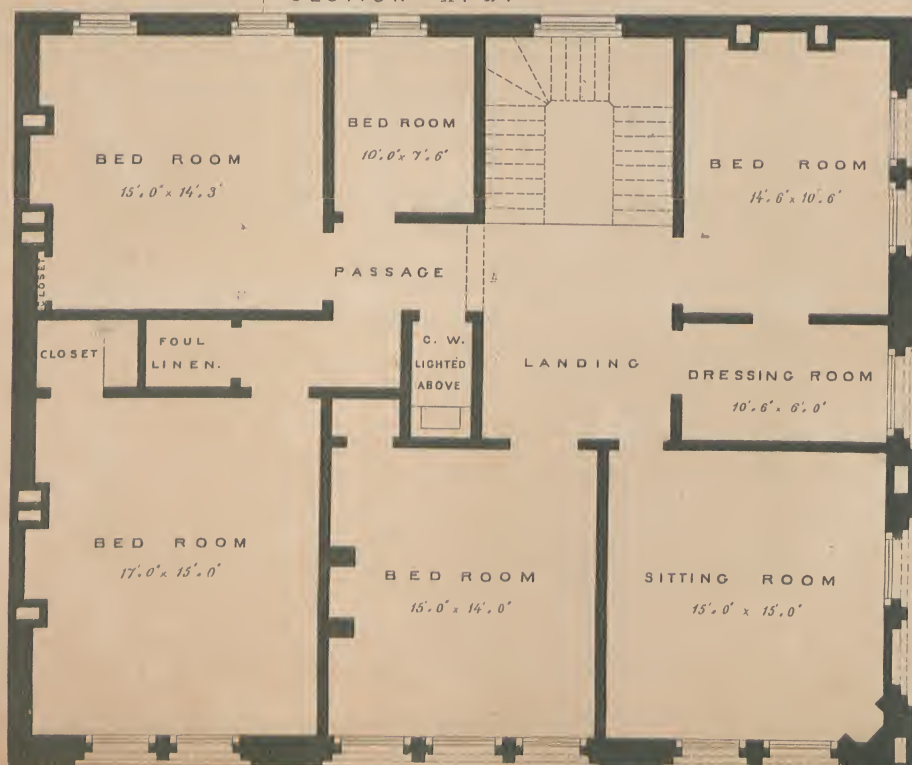 BED ROOM
15'.0" × 14'.3"
BED ROOM
10'.0" × 7'.6"
BED ROOM
14'.6" × 10'.6"
CLOSET
PASSAGE
CLOSET
FOUL
LINEN.
C. W.
LIGHTED
ABOVE
LANDING
DRESSING ROOM
10'.6" × 6'.0"
BED ROOM
17'.0" × 15'.0"
BED ROOM
15'.0" × 14'.0"
SITTING ROOM
15'.0" × 15'.0"